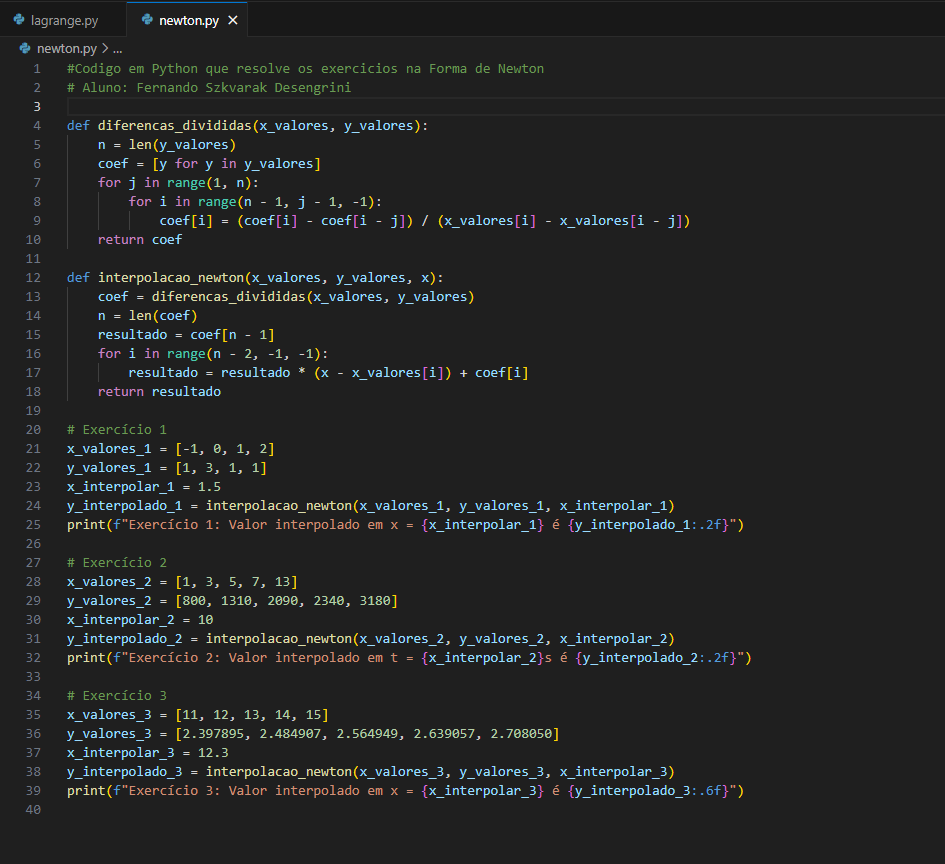 lagrange.py newton.py
newton.py > ...
1 #Codigo em Python que resolve os exercicios na Forma de Newton
2 # Aluno: Fernando Szkvarak Desengrini
3
4 def diferencas_divididas(x_valores, y_valores):
5     n = len(y_valores)
6     coef = [y for y in y_valores]
7     for j in range(1, n):
8         for i in range(n - 1, j - 1, -1):
9             coef[i] = (coef[i] - coef[i - j]) / (x_valores[i] - x_valores[i - j])
10     return coef
11
12 def interpolacao_newton(x_valores, y_valores, x):
13     coef = diferencas_divididas(x_valores, y_valores)
14     n = len(coef)
15     resultado = coef[n - 1]
16     for i in range(n - 2, -1, -1):
17         resultado = resultado * (x - x_valores[i]) + coef[i]
18     return resultado
19
20 # Exercício 1
21 x_valores_1 = [-1, 0, 1, 2]
22 y_valores_1 = [1, 3, 1, 1]
23 x_interpolar_1 = 1.5
24 y_interpolado_1 = interpolacao_newton(x_valores_1, y_valores_1, x_interpolar_1)
25 print(f"Exercício 1: Valor interpolado em x = {x_interpolar_1} é {y_interpolado_1:.2f}")
26
27 # Exercício 2
28 x_valores_2 = [1, 3, 5, 7, 13]
29 y_valores_2 = [800, 1310, 2090, 2340, 3180]
30 x_interpolar_2 = 10
31 y_interpolado_2 = interpolacao_newton(x_valores_2, y_valores_2, x_interpolar_2)
32 print(f"Exercício 2: Valor interpolado em t = {x_interpolar_2}s é {y_interpolado_2:.2f}")
33
34 # Exercício 3
35 x_valores_3 = [11, 12, 13, 14, 15]
36 y_valores_3 = [2.397895, 2.484907, 2.564949, 2.639057, 2.708050]
37 x_interpolar_3 = 12.3
38 y_interpolado_3 = interpolacao_newton(x_valores_3, y_valores_3, x_interpolar_3)
39 print(f"Exercício 3: Valor interpolado em x = {x_interpolar_3} é {y_interpolado_3:.6f}")
40